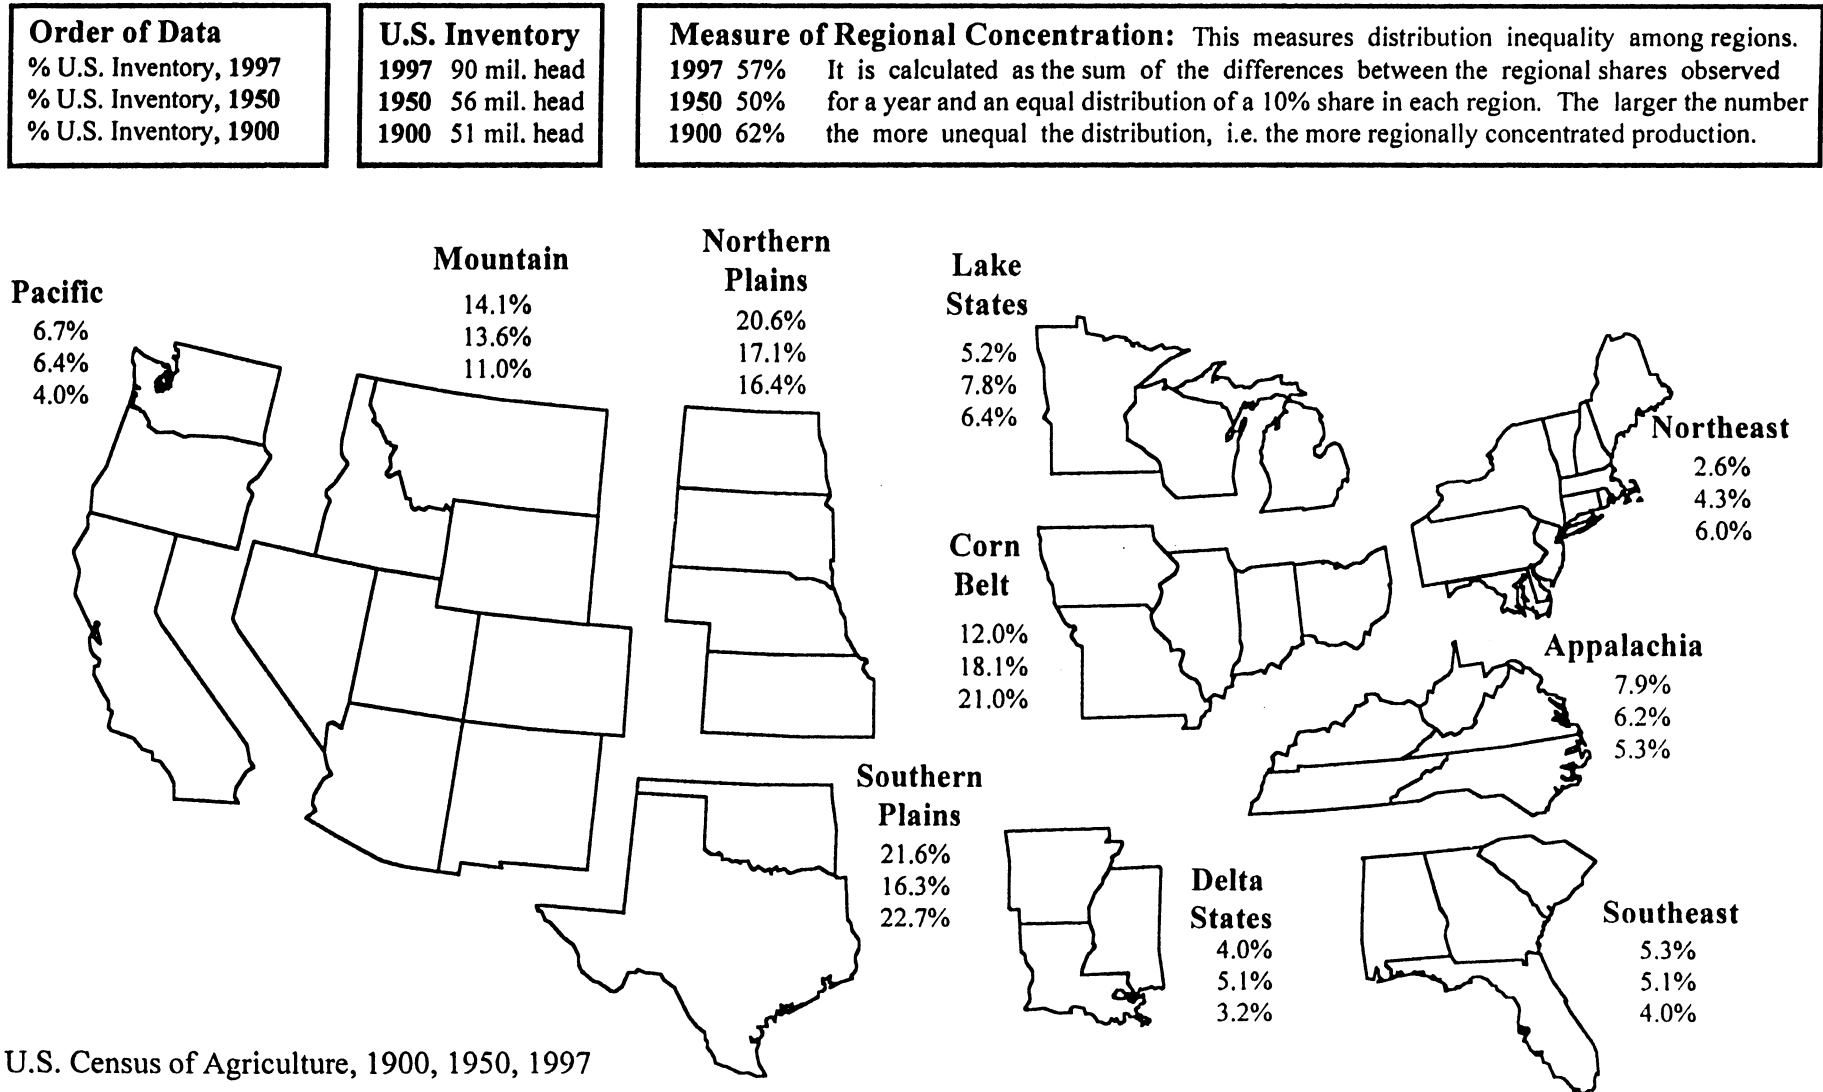 Order of Data
% U.S. Inventory, 1997
% U.S. Inventory, 1950
% U.S. Inventory, 1900
U.S. Inventory
1997 90 mil. head
1950 56 mil. head
1900 51 mil. head
Measure of Regional Concentration: This measures distribution inequality among regions.
1997 57% It is calculated as the sum of the differences between the regional shares observed
1950 50% for a year and an equal distribution of a 10% share in each region. The larger the number
1900 62% the more unequal the distribution, i.e. the more regionally concentrated production.
Pacific
6.7%
6.4%
4.0%
Mountain
14.1%
13.6%
11.0%
Northern
Plains
20.6%
17.1%
16.4%
Lake
States
5.2%
7.8%
6.4%
Northeast
2.6%
4.3%
6.0%
Corn
Belt
12.0%
18.1%
21.0%
Appalachia
7.9%
6.2%
5.3%
Southern
Plains
21.6%
16.3%
22.7%
Delta
States
4.0%
5.1%
3.2%
Southeast
5.3%
5.1%
4.0%
U.S. Census of Agriculture, 1900, 1950, 1997